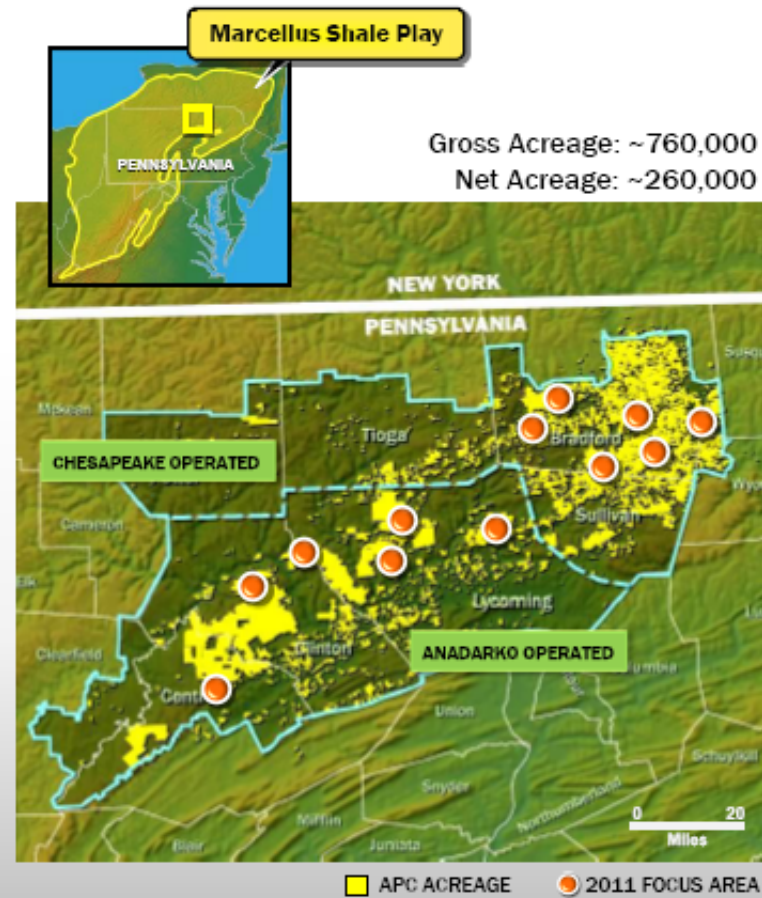 Marcellus Shale Play
PENNSYLVANIA
Gross Acreage: ~760,000
Net Acreage: ~260,000
NEW YORK
PENNSYLVANIA
Mckean
Tioga
Bradford
CHESAPEAKE OPERATED
Cameron
Sullivan
Elk
Lycoming
Clearfield
Clinton
ANADARKO OPERATED
Union
Schuylkill
Snyder
Northumberland
Mifflin
Blair
Juniata
0 20
Miles
APC ACREAGE
2011 FOCUS AREA